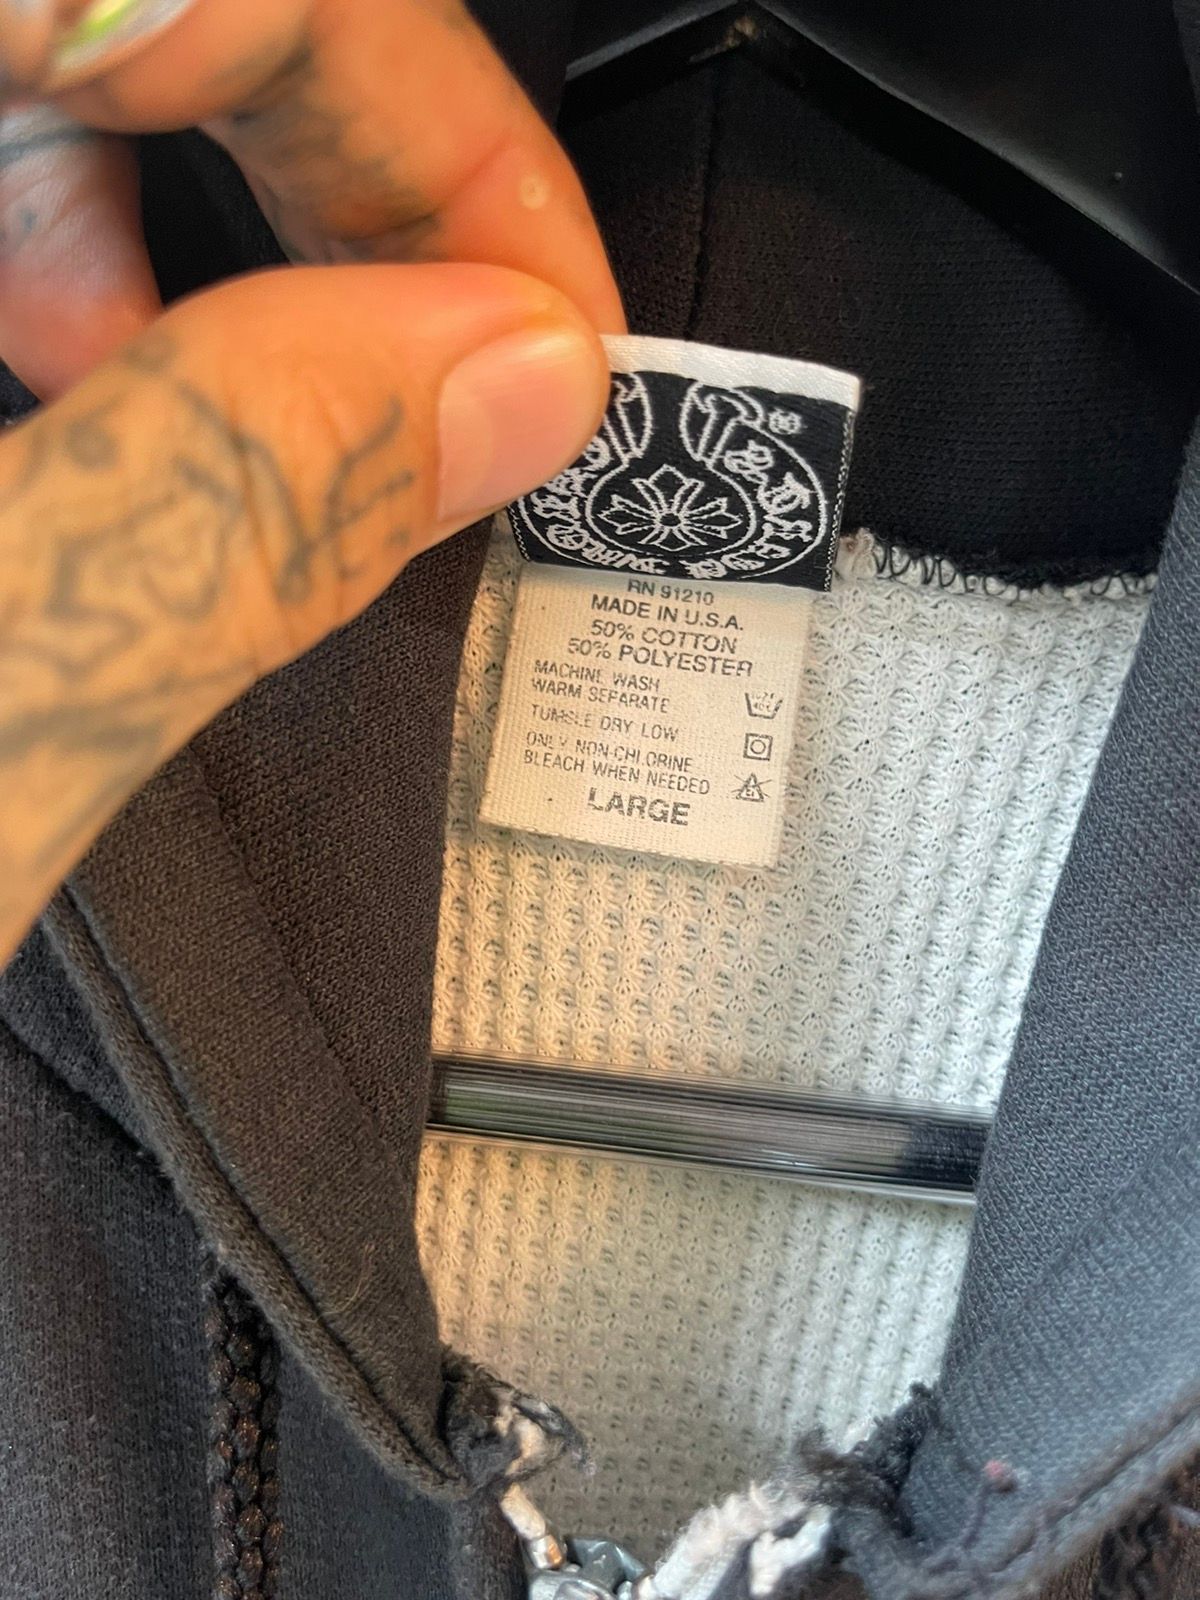 RN 91210
MADE IN U.S.A.
50% COTTON
50% POLYESTER
MACHINE WASH
WARM SEPARATE
TUMBLE DRY LOW
ONLY NON-CHLORINE
BLEACH WHEN NEEDED
LARGE